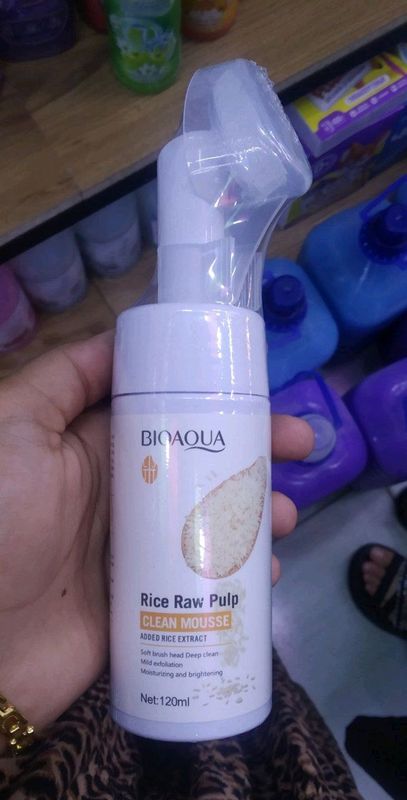 BIOAQUA
Rice Raw Pulp
CLEAN MOUSSE
ADDED RICE EXTRACT
Soft brush head Deep clean
Mild exfoliation
Moisturizing and brightening
Net:120ml